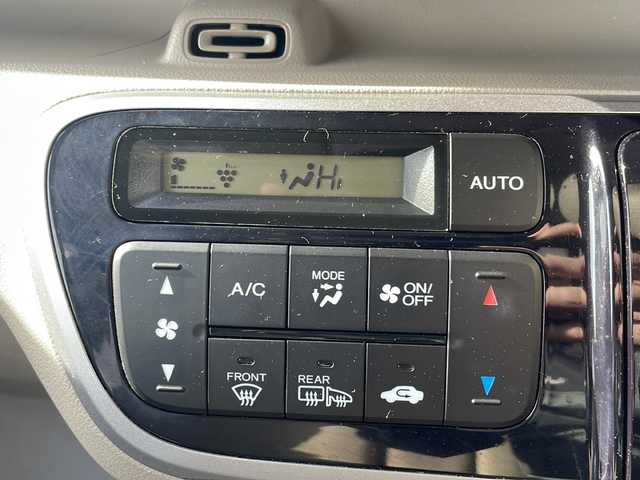 Hi
AUTO
A/C
MODE
ON/
OFF
FRONT
REAR